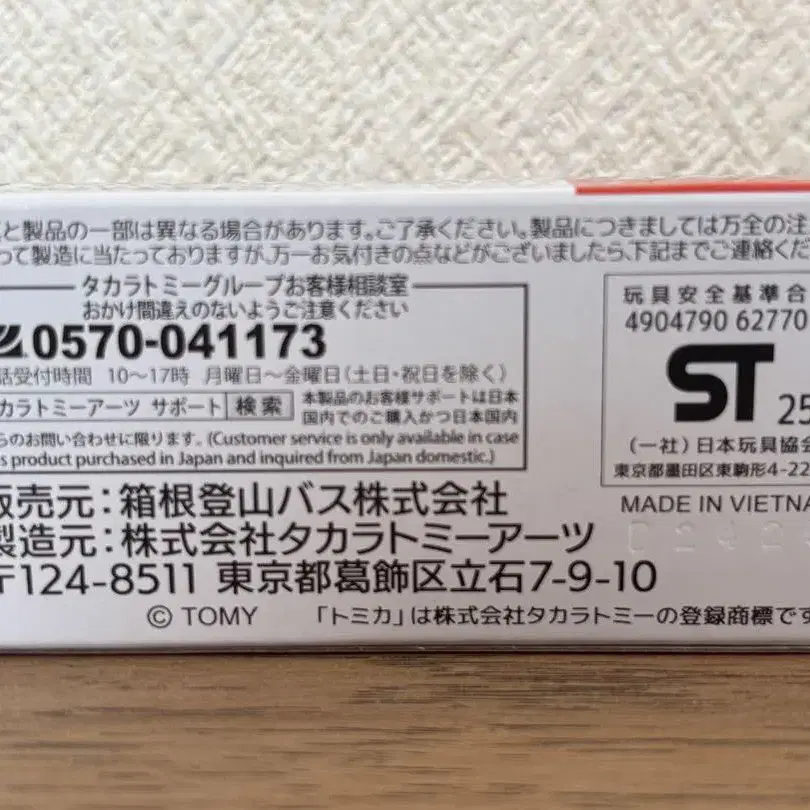 と製品の一部は異なる場合があります。ご了承ください。製品につきましては万全の注
って製造に当たっておりますが、万一お気付きの点などがございましたら、下記までご連絡くだ
タカラトミーグループお客様相談室
おかけ間違えのないようご注意ください
0570-041173
話受付時間 10～17時 月曜日～金曜日(土日・祝日を除く)
カラトミーアーツ サポート 検索
本製品のお客様サポートは日本
国内でのご購入かつ日本国内
らのお問い合わせに限ります。(Customer service is only available in case
s product purchased in Japan and inquired from Japan domestic.)
玩具安全基準合
4904790 62770
ST 25
(一社)日本玩具協会
東京都墨田区東駒形4-22
MADE IN VIETNA
販売元:箱根登山バス株式会社
製造元:株式会社タカラトミーアーツ
〒124-8511 東京都葛飾区立石7-9-10
© TOMY 「トミカ」は株式会社タカラトミーの登録商標です